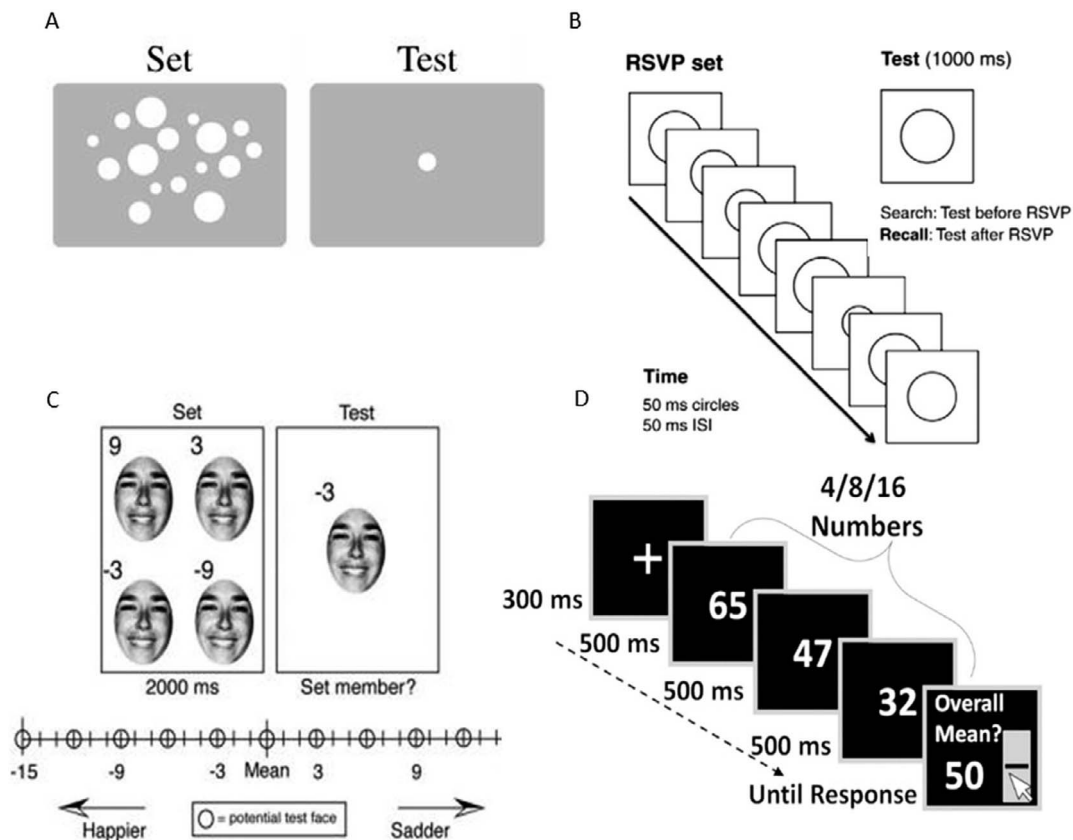 A
Set
Test
B
RSVP set
Test (1000 ms)
Search: Test before RSVP
Recall: Test after RSVP
Time
50 ms circles
50 ms ISI
C
Set
Test
9
3
-3
-9
-3
2000 ms
Set member?
-15
-9
-3
Mean
3
9
Happier
= potential test face
Sadder
D
4/8/16
Numbers
+
300 ms
65
500 ms
47
500 ms
32
500 ms
Overall
Mean?
50
Until Response